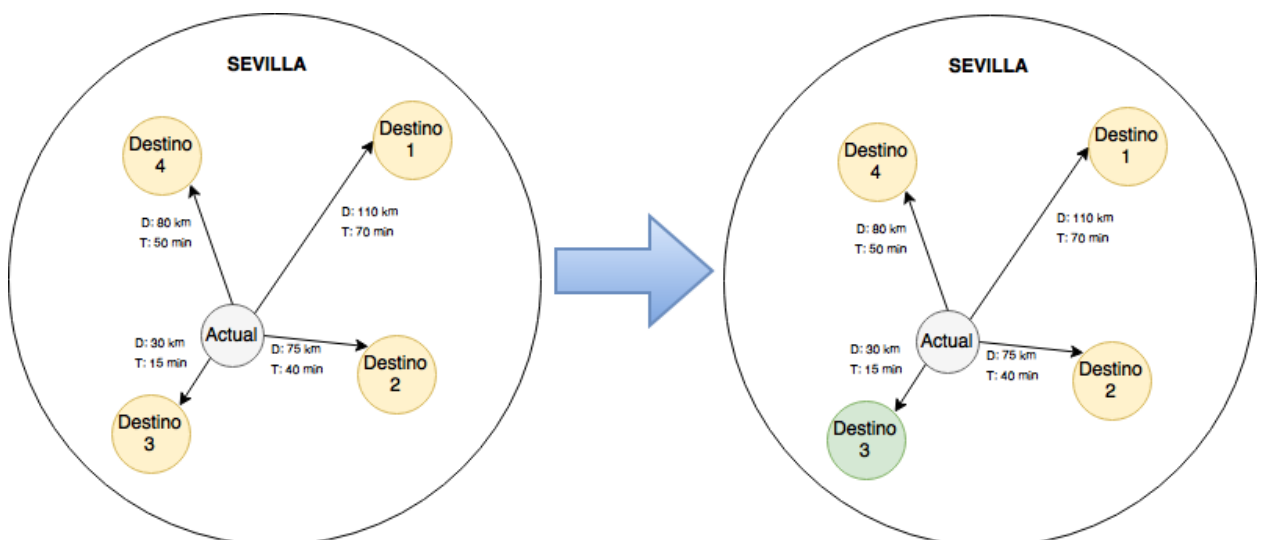 SEVILLA
Destino
4
Destino
1
D: 110 km
T: 70 min
D: 80 km
T: 50 min
Actual
D: 30 km
T: 15 min
D: 75 km
T: 40 min
Destino
2
Destino
3
SEVILLA
Destino
4
Destino
1
D: 110 km
T: 70 min
D: 80 km
T: 50 min
Actual
D: 30 km
T: 15 min
D: 75 km
T: 40 min
Destino
2
Destino
3